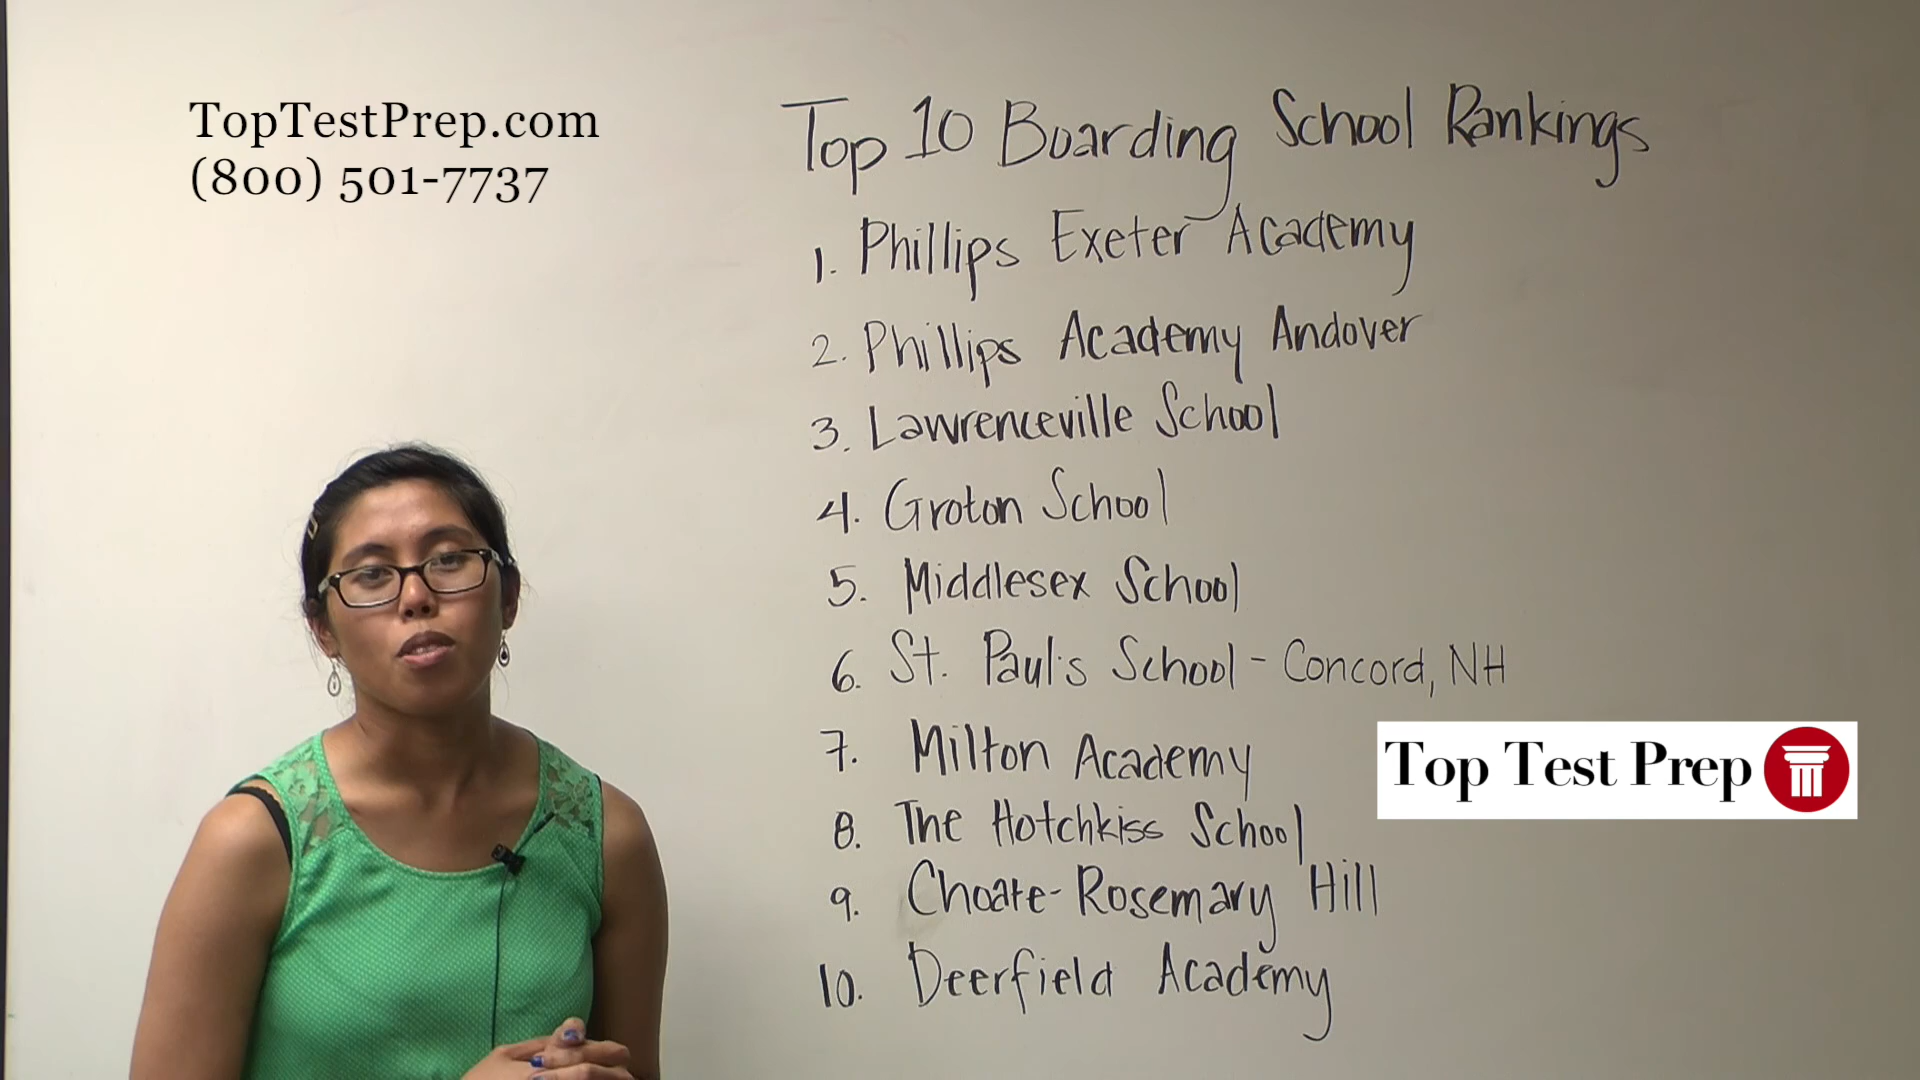 TopTestPrep.com
(800) 501-7737
Top 10 Boarding School Rankings
1. Phillips Exeter Academy
2. Phillips Academy Andover
3. Lawrenceville School
4. Groton School
5. Middlesex School
6. St. Paul's School - Concord, NH
7. Milton Academy
8. The Hotchkiss School
9. Choate-Rosemary Hill
10. Deerfield Academy
Top Test Prep